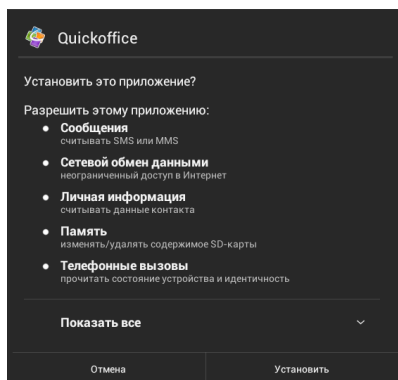 Quickoffice
Установить это приложение?
Разрешить этому приложению:
• Сообщения
считывать SMS или MMS
• Сетевой обмен данными
неограниченный доступ в Интернет
• Личная информация
считывать данные контакта
• Память
изменять/удалять содержимое SD-карты
• Телефонные вызовы
прочитать состояние устройства и идентичность
Показать все
Отмена Установить